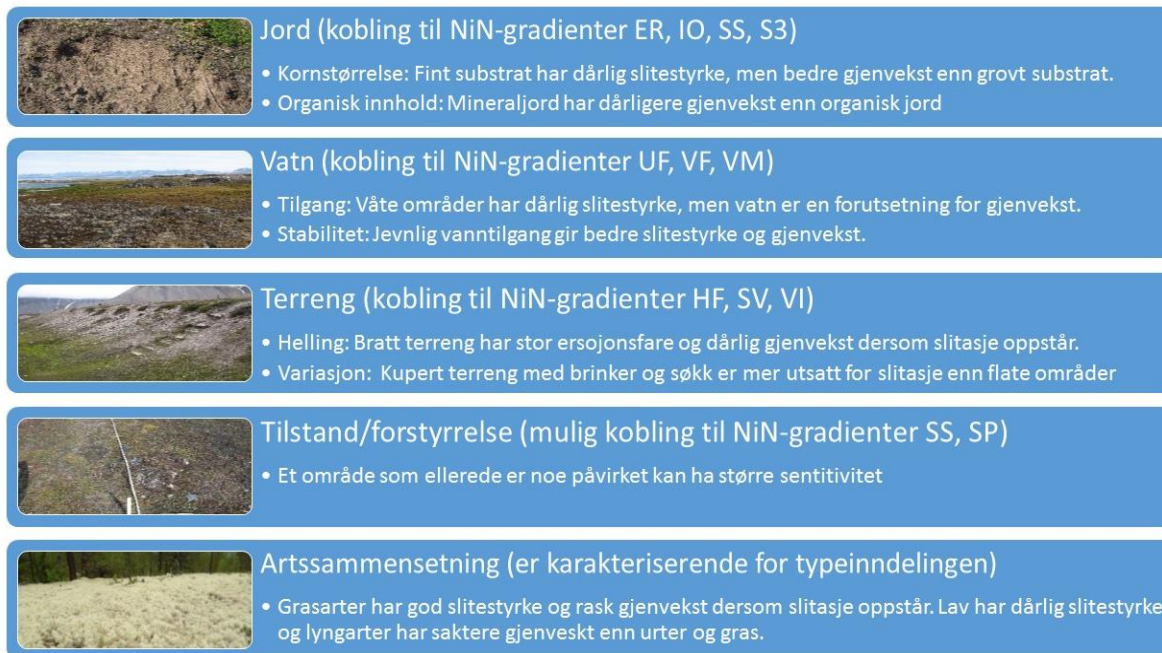 Jord (kobling til NiN-gradienter ER, IO, SS, S3)
• Kornstørrelse: Fint substrat har dårlig slitestyrke, men bedre gjenvekst enn grovt substrat.
• Organisk innhold: Mineraljord har dårligere gjenvekst enn organisk jord
Vatn (kobling til NiN-gradienter UF, VF, VM)
• Tilgang: Våte områder har dårlig slitestyrke, men vatn er en forutsetning for gjenvekst.
• Stabilitet: Jevnlig vanntilgang gir bedre slitestyrke og gjenvekst.
Terreng (kobling til NiN-gradienter HF, SV, VI)
• Helling: Bratt terreng har stor ersojonsfare og dårlig gjenvekst dersom slitasje oppstår.
• Variasjon: Kupert terreng med brinker og søkk er mer utsatt for slitasje enn flate områder
Tilstand/forstyrrelse (mulig kobling til NiN-gradienter SS, SP)
• Et område som ellerede er noe påvirket kan ha større sentitivitet
Artssammensetning (er karakteriserende for typeinndelingen)
• Grasarter har god slitestyrke og rask gjenvekst dersom slitasje oppstår. Lav har dårlig slitestyrke
og lyngarter har saktere gjenveskt enn urter og gras.